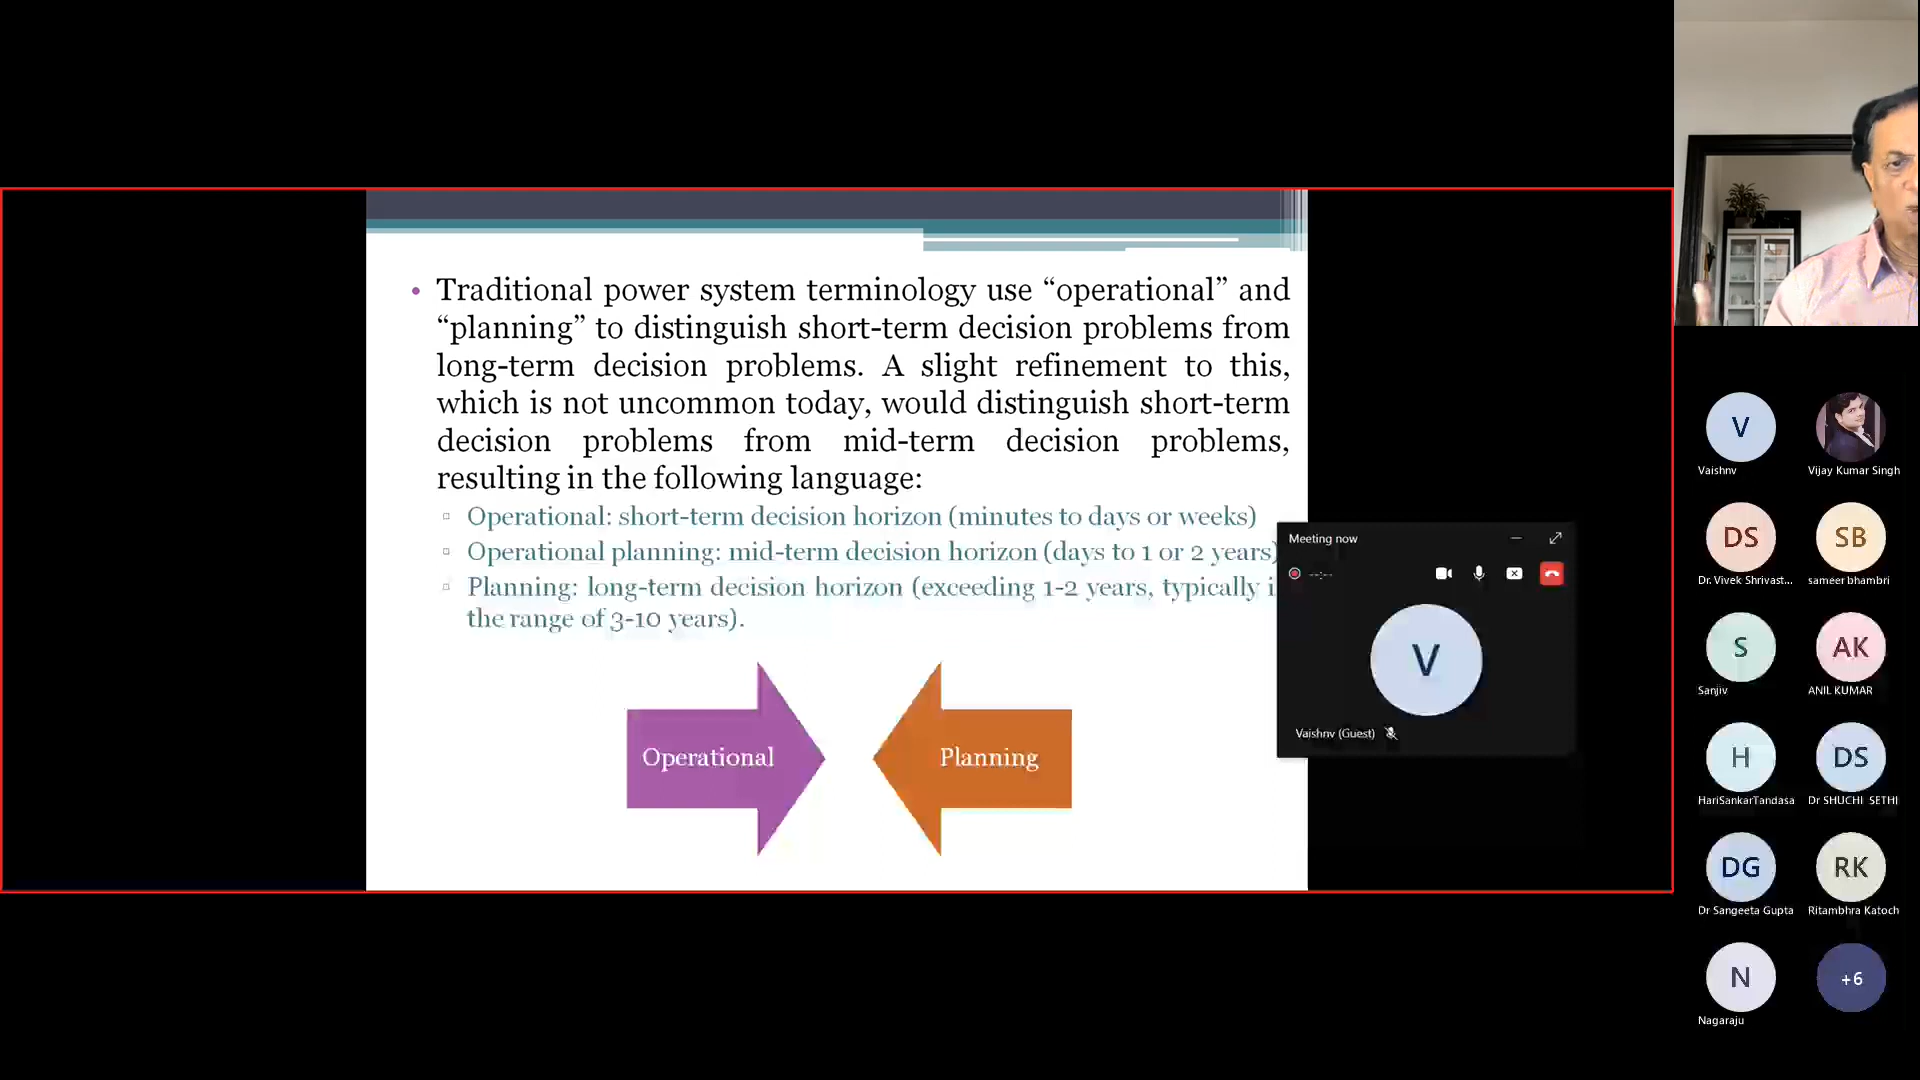 Traditional power system terminology use “operational” and
“planning” to distinguish short-term decision problems from
long-term decision problems. A slight refinement to this,
which is not uncommon today, would distinguish short-term
decision problems from mid-term decision problems,
resulting in the following language:
Operational: short-term decision horizon (minutes to days or weeks)
Operational planning: mid-term decision horizon (days to 1 or 2 years)
Planning: long-term decision horizon (exceeding 1-2 years, typically i
the range of 3-10 years).
Operational
Planning
Meeting now
--:--
V
Vaishnv (Guest)
V
Vaishnv
Vijay Kumar Singh
DS
Dr. Vivek Shrivast...
SB
sameer bhambri
S
Sanjiv
AK
ANIL KUMAR
H
HariSankarTandasa
DS
Dr SHUCHI SETHI
DG
Dr Sangeeta Gupta
RK
Ritambhra Katoch
N
Nagaraju
+6